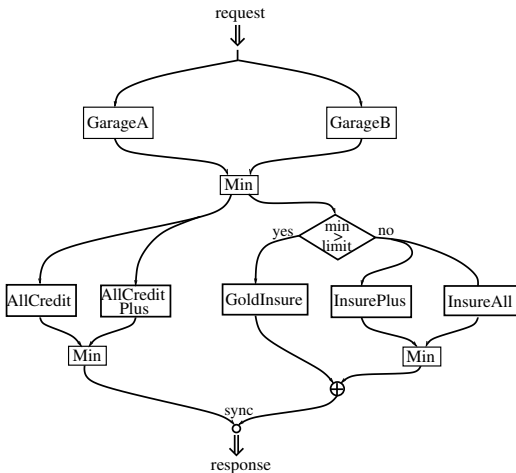 request
GarageA
GarageB
Min
yes
min
>
limit
no
AllCredit
AllCredit
Plus
GoldInsure
InsurePlus
InsureAll
Min
Min
sync
response